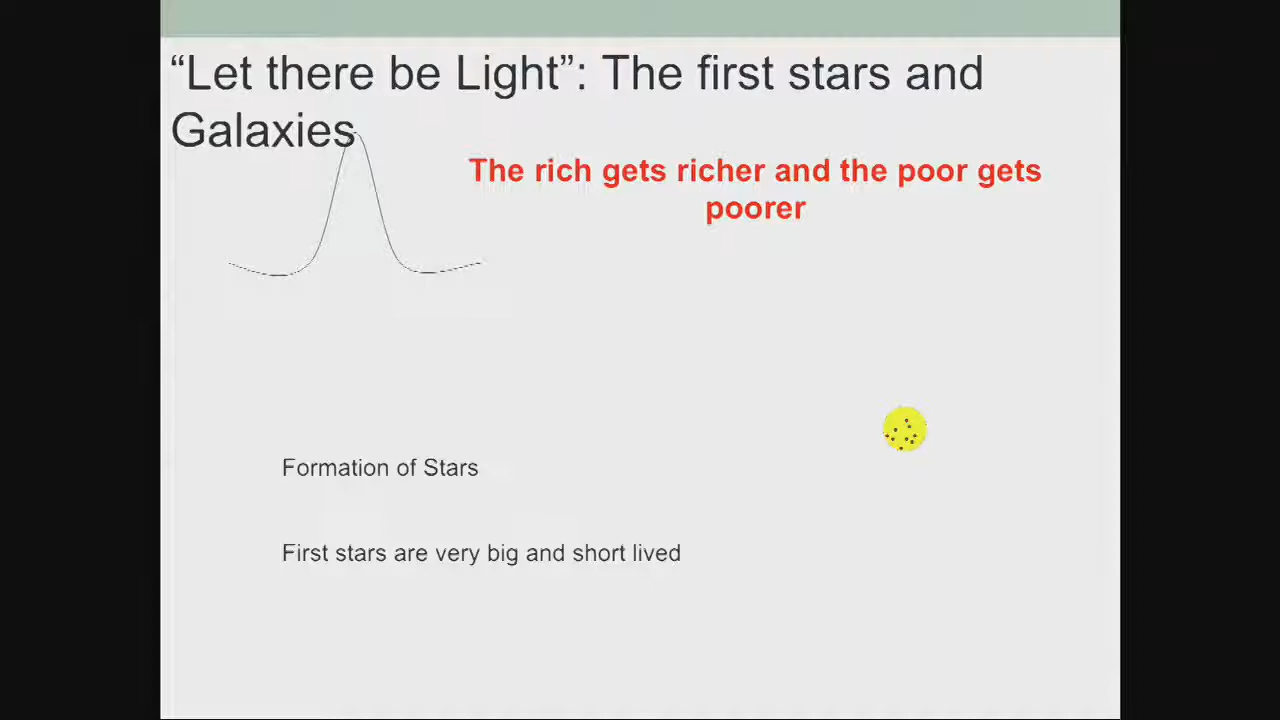 “Let there be Light”: The first stars and
Galaxies
The rich gets richer and the poor gets
poorer
Formation of Stars
First stars are very big and short lived